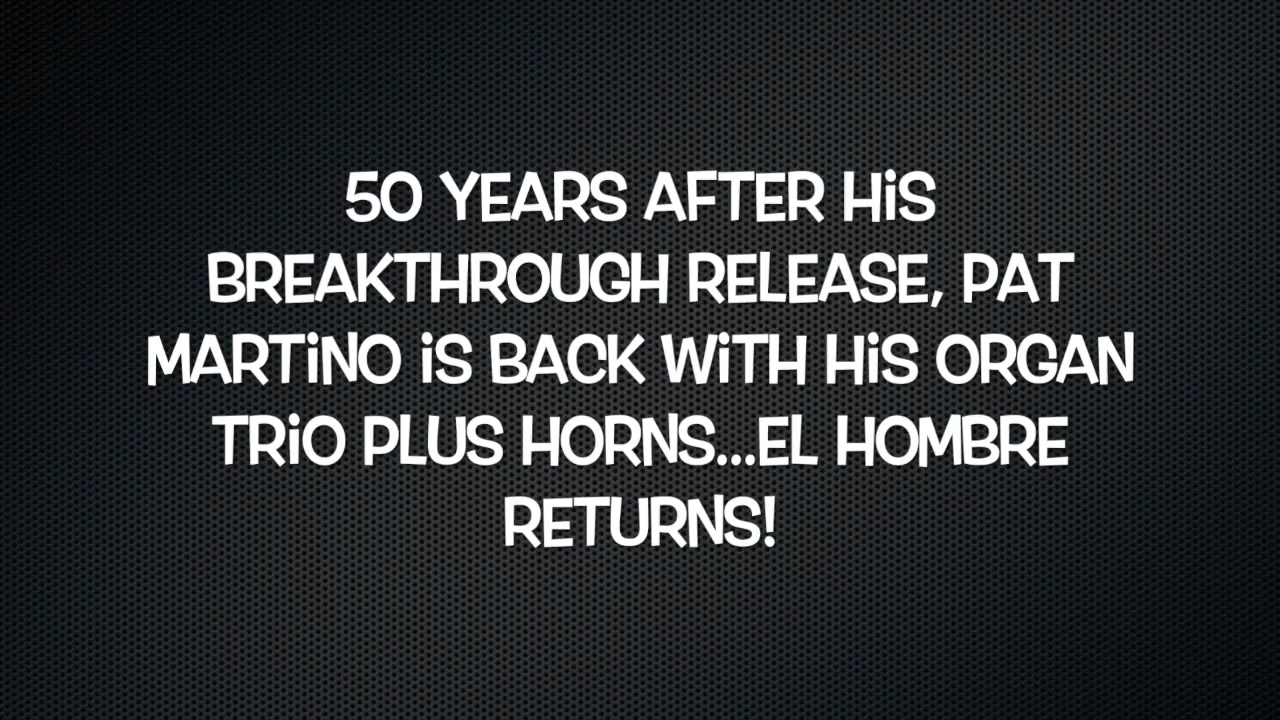 50 YEARS AFTER HiS
BREAKTHROUGH RELEASE, PAT
MARTiNO iS BACK WiTH HiS ORGAN
TRiO PLUS HORNS...EL HOMBRE
RETURNS!